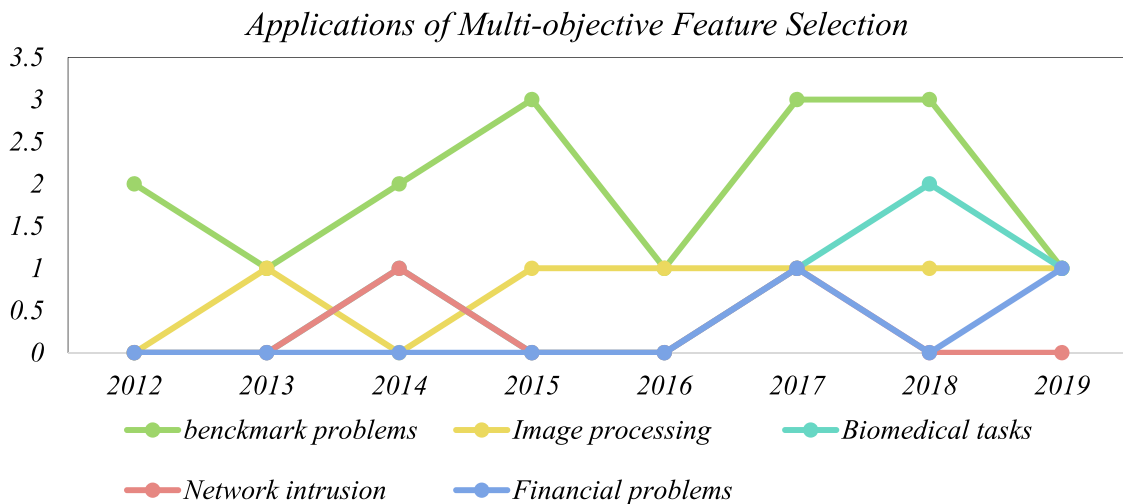 Applications of Multi-objective Feature Selection
3.5
3
2.5
2
1.5
1
0.5
0
2012 2013 2014 2015 2016 2017 2018 2019
benckmark problems Image processing Biomedical tasks
Network intrusion Financial problems